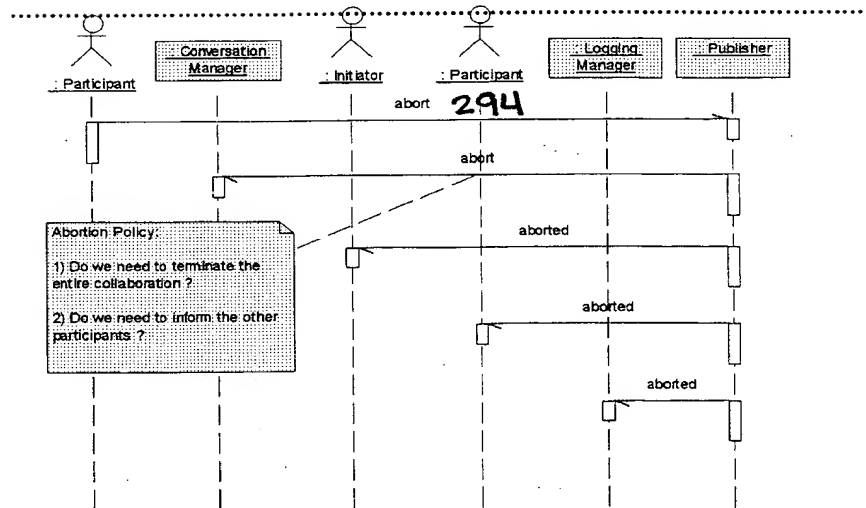 : Participant
: Conversation
Manager
: Initiator
: Participant
: Logging
Manager
: Publisher
abort 294
abort
Abortion Policy:
1) Do we need to terminate the
entire collaboration ?
2) Do we need to inform the other
participants ?
aborted
aborted
aborted